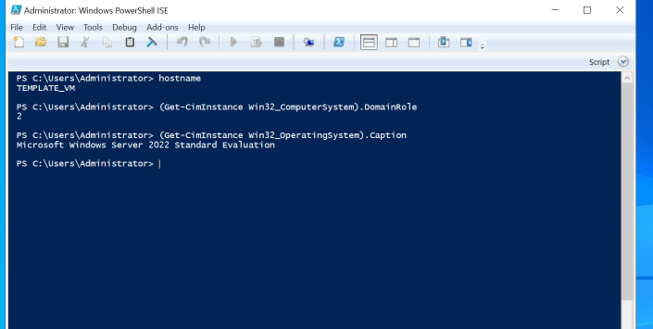 Administrator: Windows PowerShell ISE
File Edit View Tools Debug Add-ons Help
Script
PS C:\Users\Administrator> hostname
TEMPLATE_VM
PS C:\Users\Administrator> (Get-CimInstance Win32_ComputerSystem).DomainRole
2
PS C:\Users\Administrator> (Get-CimInstance Win32_OperatingSystem).Caption
Microsoft Windows Server 2022 Standard Evaluation
PS C:\Users\Administrator>